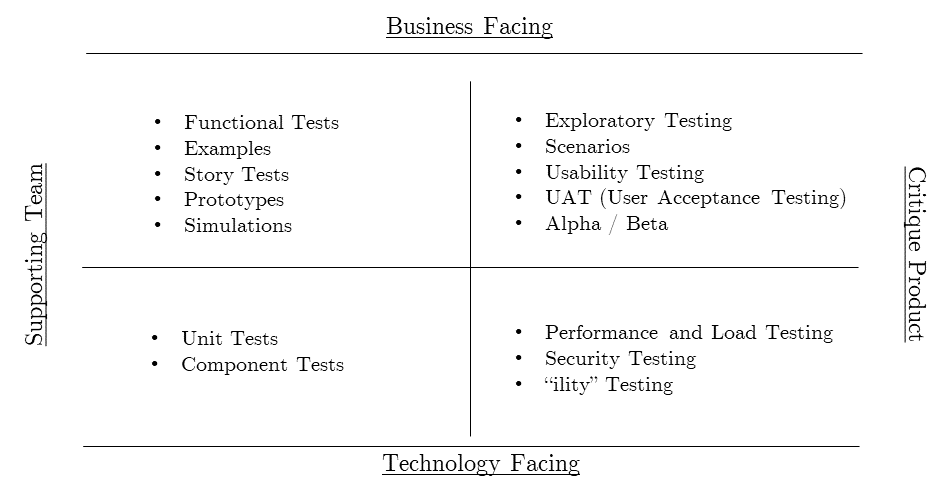 Business Facing
• Functional Tests
• Examples
• Story Tests
• Prototypes
• Simulations
• Exploratory Testing
• Scenarios
• Usability Testing
• UAT (User Acceptance Testing)
• Alpha / Beta
Supporting Team
Critique Product
• Unit Tests
• Component Tests
• Performance and Load Testing
• Security Testing
• “ility” Testing
Technology Facing